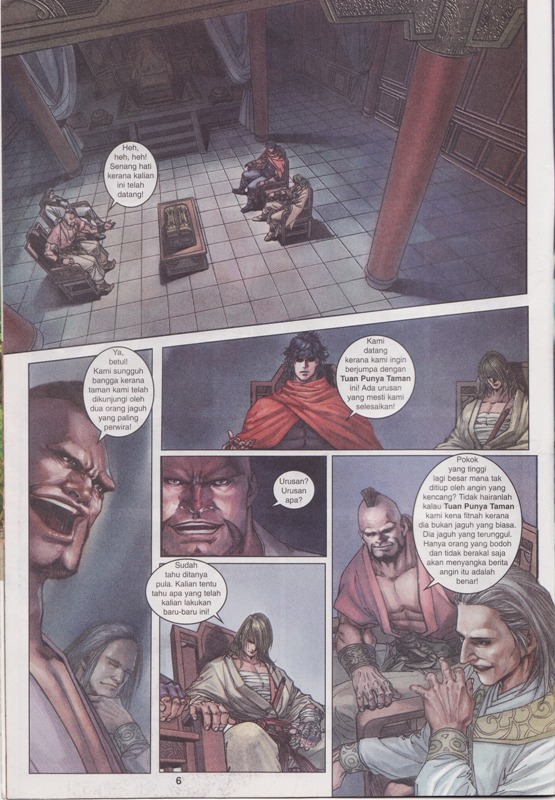 Heh,
heh, heh!
Senang hati
kerana kalian
ini telah
datang!
Ya,
betul!
Kami sungguh
bangga kerana
taman kami telah
dikunjungi oleh
dua orang jaguh
yang paling
perwira!
Kami
datang
kerana kami ingin
berjumpa dengan
Tuan Punya Taman
ini! Ada urusan
yang mesti kami
selesaikan!
Urusan?
Urusan
apa?
Sudah
tahu ditanya
pula. Kalian tentu
tahu apa yang telah
kalian lakukan
baru-baru ini!
Pokok
yang tinggi
lagi besar mana tak
ditiup oleh angin yang
kencang? Tidak hairanlah
kalau Tuan Punya Taman
kami kena fitnah kerana
dia bukan jaguh yang biasa.
Dia jaguh yang terunggul.
Hanya orang yang bodoh
dan tidak berakal saja
akan menyangka berita
angin itu adalah
benar!
6